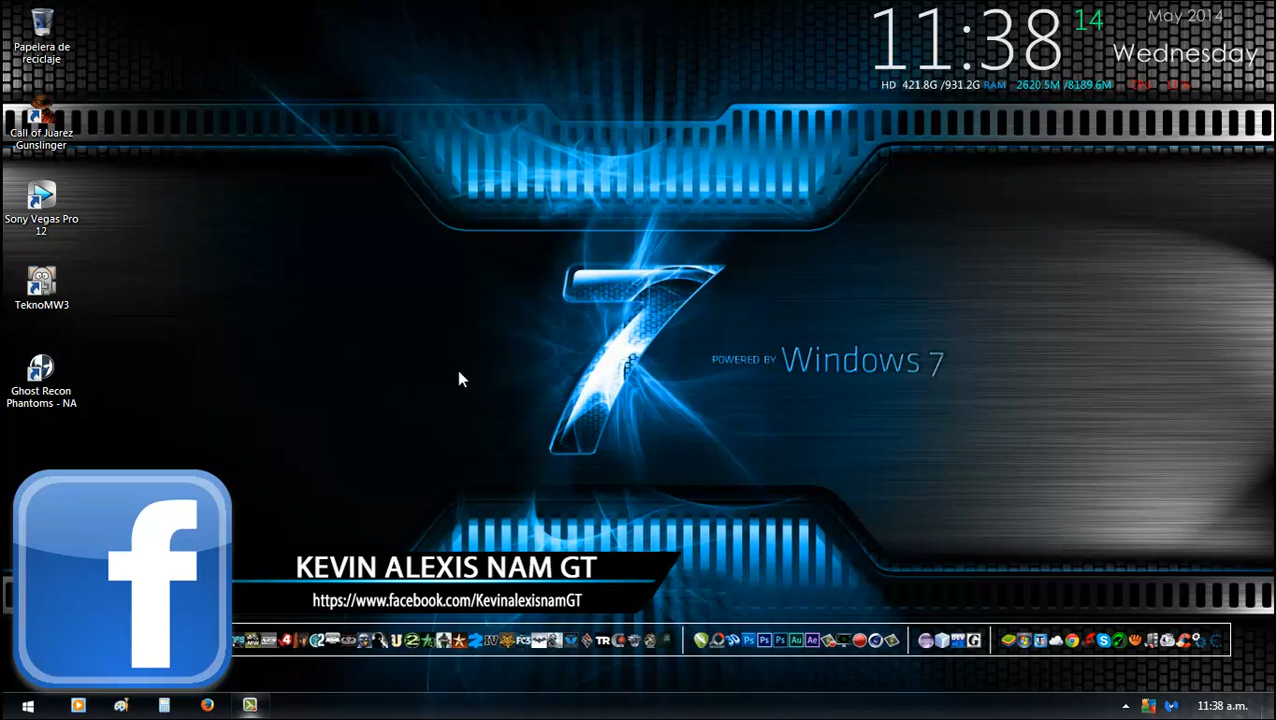 Papelera de
reciclaje
Call of Juarez
Gunslinger
Sony Vegas Pro
12
TeknoMW3
Ghost Recon
Phantoms - NA
11:38
14
May 2014
Wednesday
HD 421.8G /931.2G RAM 2620.5M /8189.6M
7
POWERED BY Windows 7
f
KEVIN ALEXIS NAM GT
https://www.facebook.com/KevinalexisnamGT
11:38 a.m.